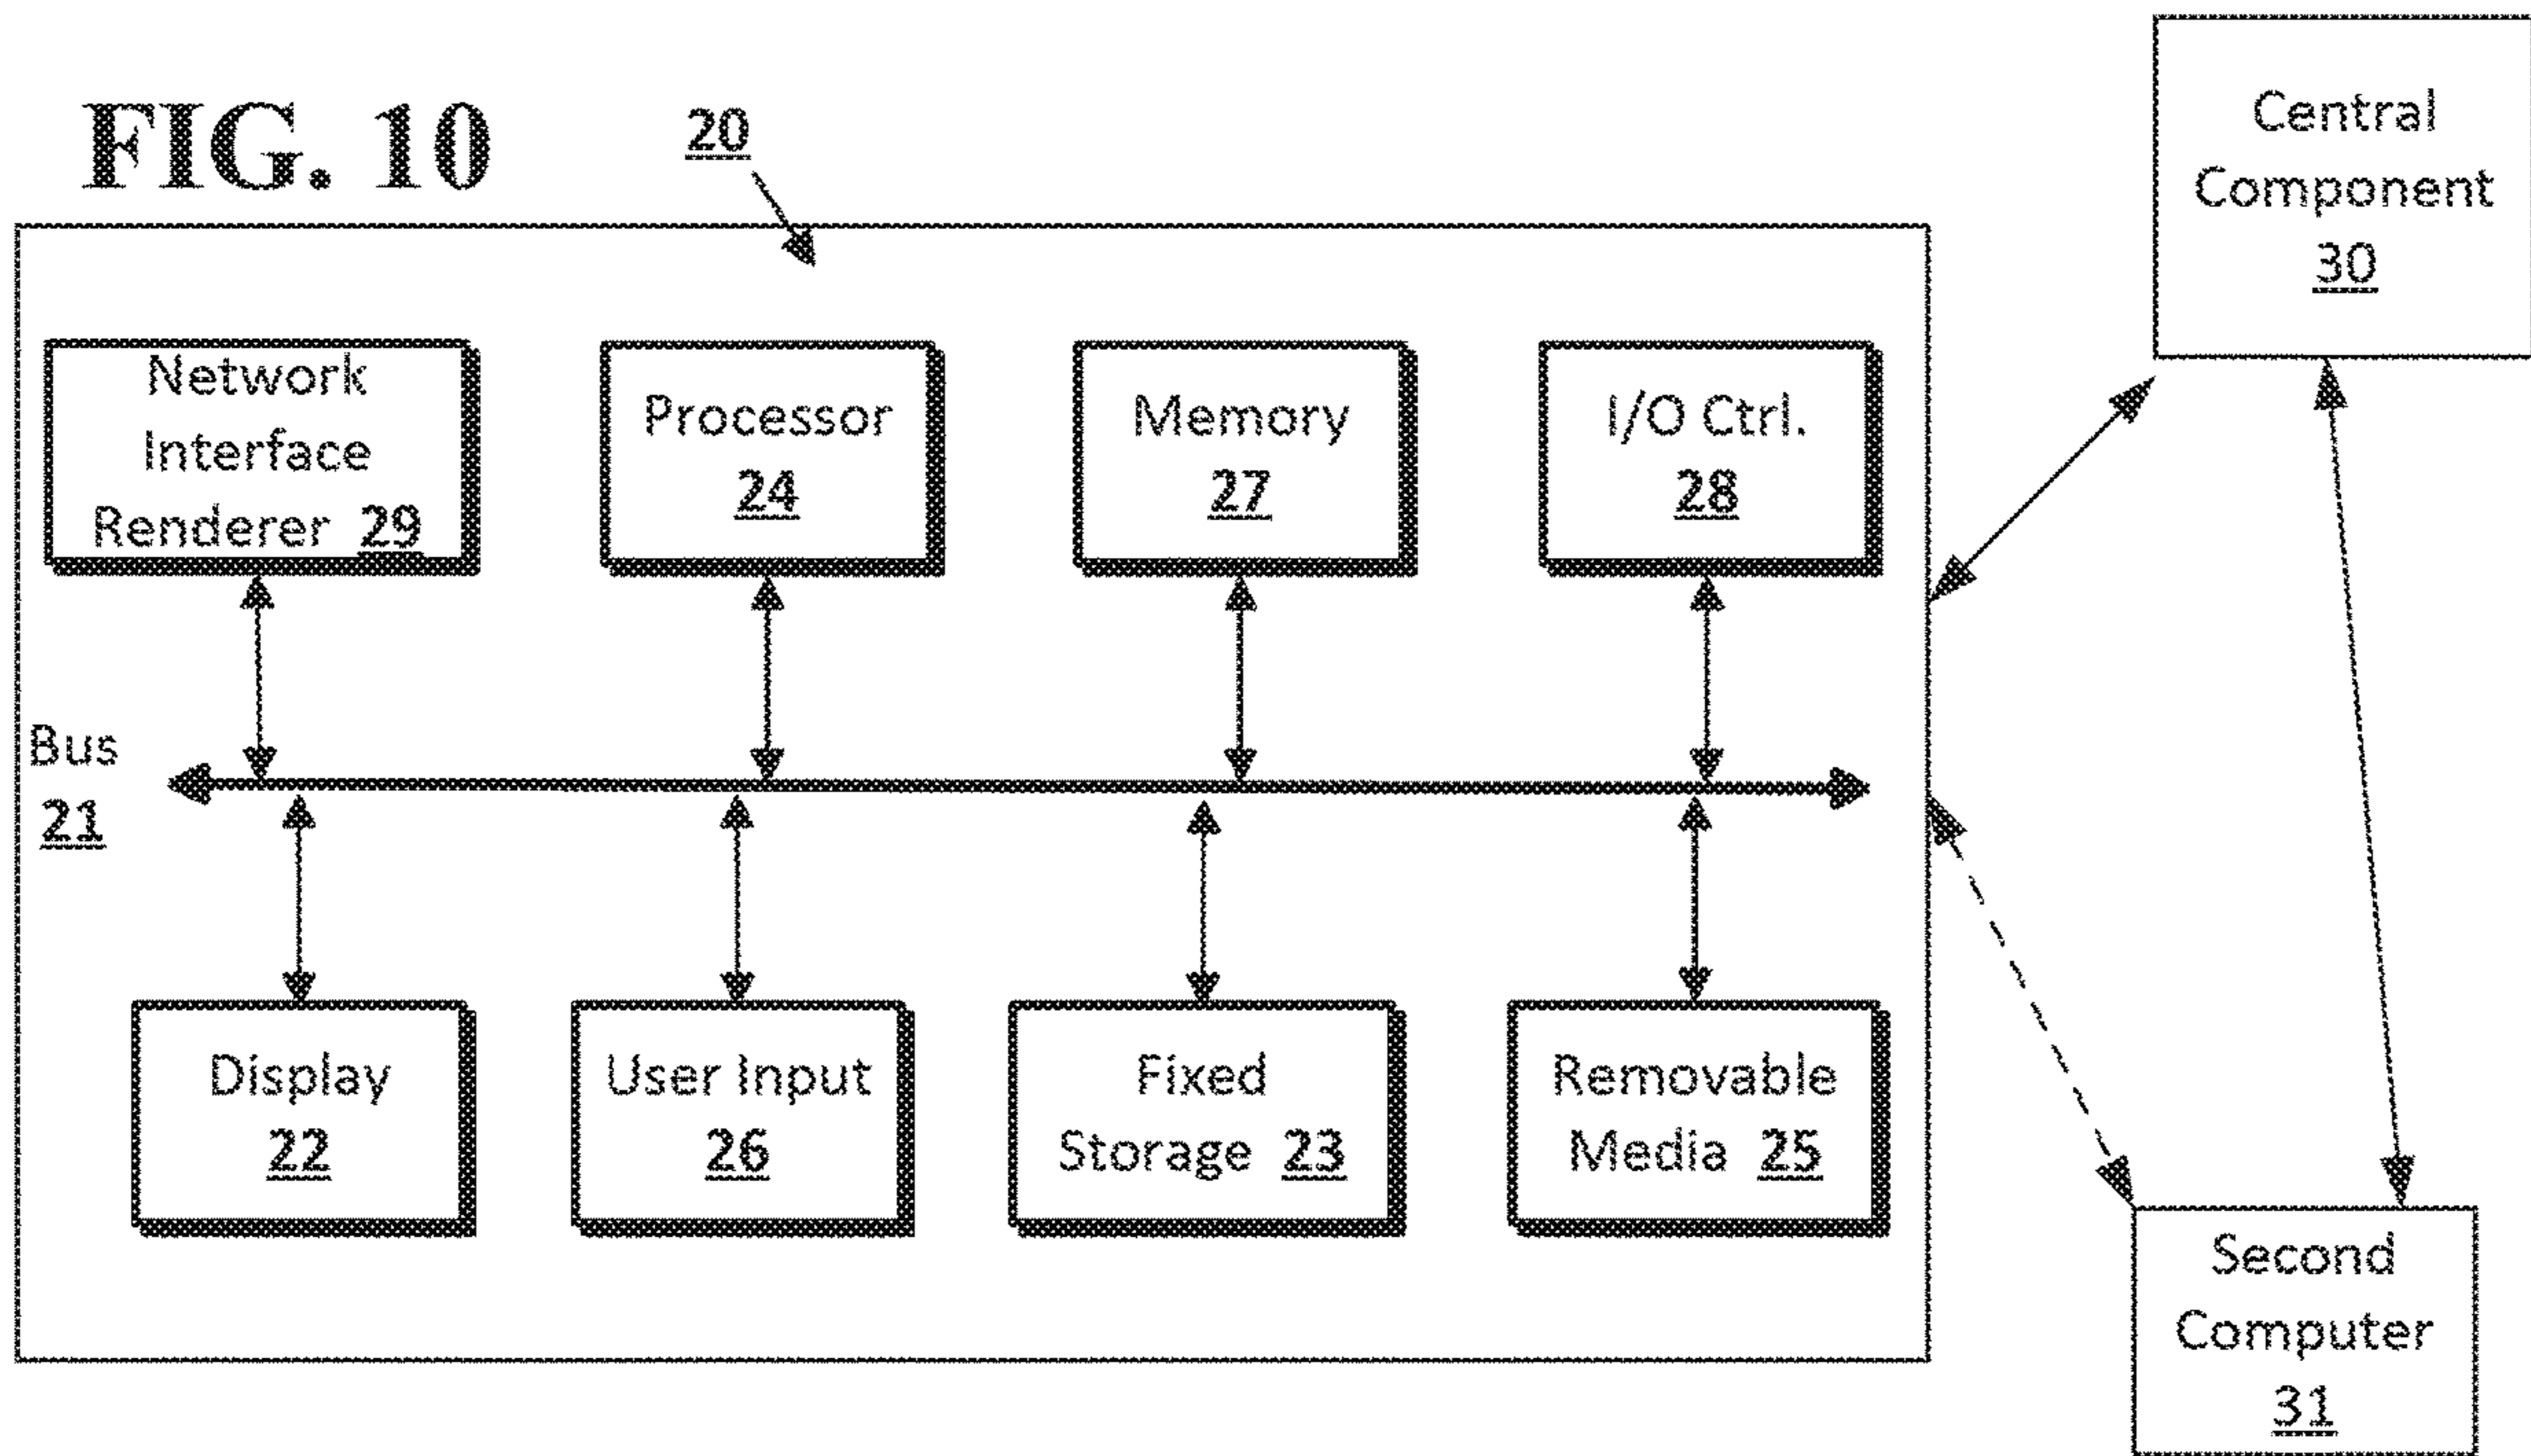 FIG. 10
20
Central
Component
30
Network
Interface
Renderer 29
Processor
24
Memory
27
I/O Ctrl.
28
Bus
21
Display
22
User Input
26
Fixed
Storage 23
Removable
Media 25
Second
Computer
31